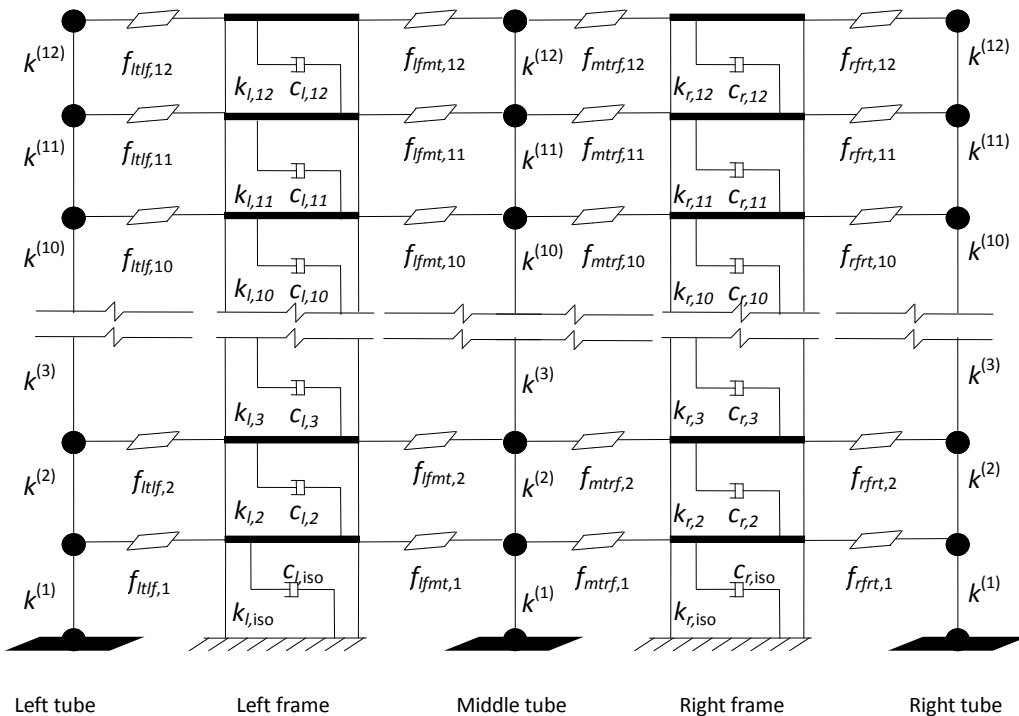 k(12) f_ltlf,12 k_l,12 c_l,12 f_lfmt,12 k(12) f_mtrf,12 k_r,12 c_r,12 f_rfrt,12 k(12)
k(11) f_ltlf,11 k_l,11 c_l,11 f_lfmt,11 k(11) f_mtrf,11 k_r,11 c_r,11 f_rfrt,11 k(11)
k(10) f_ltlf,10 k_l,10 c_l,10 f_lfmt,10 k(10) f_mtrf,10 k_r,10 c_r,10 f_rfrt,10 k(10)
k(3) k_l,3 c_l,3 k(3) k_r,3 c_r,3 k(3)
k(2) f_ltlf,2 k_l,2 c_l,2 f_lfmt,2 k(2) f_mtrf,2 k_r,2 c_r,2 f_rfrt,2 k(2)
k(1) f_ltlf,1 k_l,iso c_l,iso f_lfmt,1 k(1) f_mtrf,1 k_r,iso c_r,iso f_rfrt,1 k(1)
Left tube Left frame Middle tube Right frame Right tube